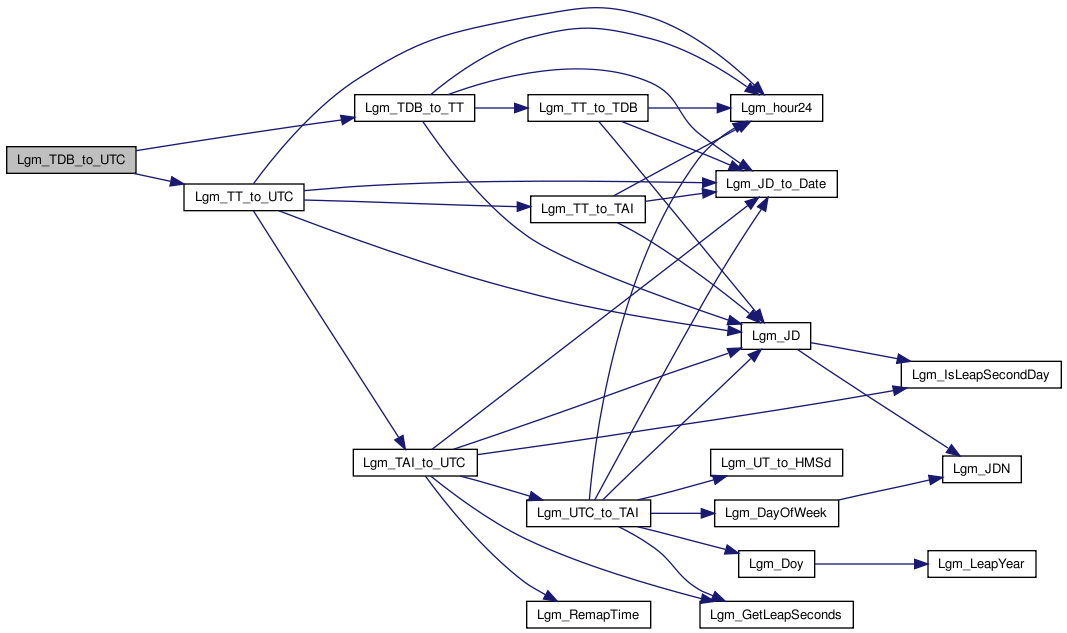 Lgm_TDB_to_UTC
Lgm_TDB_to_TT
Lgm_TT_to_UTC
Lgm_TT_to_TDB
Lgm_TT_to_TAI
Lgm_hour24
Lgm_JD_to_Date
Lgm_JD
Lgm_IsLeapSecondDay
Lgm_JDN
Lgm_TAI_to_UTC
Lgm_UTC_to_TAI
Lgm_UT_to_HMSd
Lgm_DayOfWeek
Lgm_Doy
Lgm_LeapYear
Lgm_RemapTime
Lgm_GetLeapSeconds